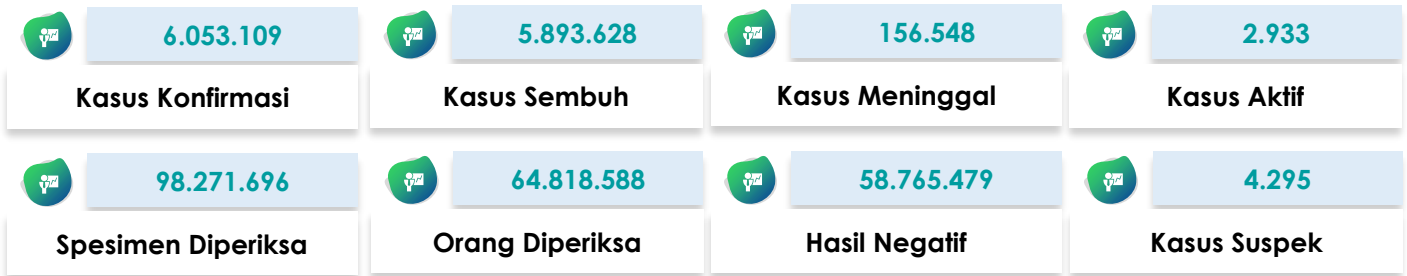 6.053.109
Kasus Konfirmasi
5.893.628
Kasus Sembuh
156.548
Kasus Meninggal
2.933
Kasus Aktif
98.271.696
Spesimen Diperiksa
64.818.588
Orang Diperiksa
58.765.479
Hasil Negatif
4.295
Kasus Suspek